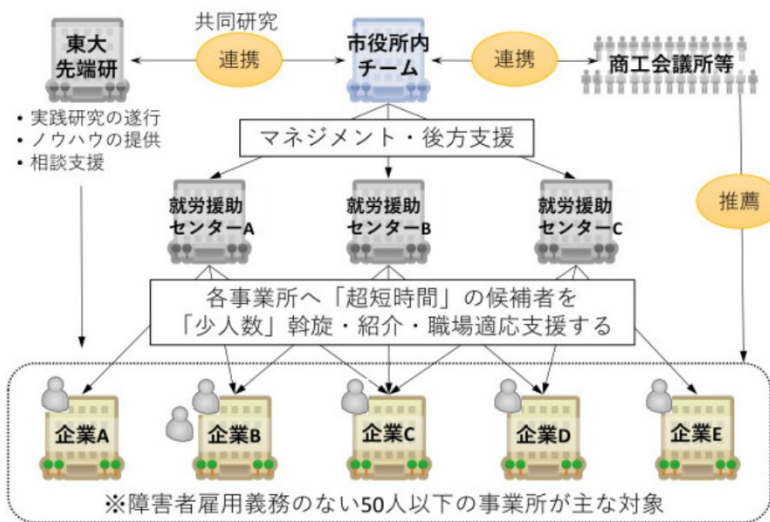 共同研究
東大
先端研
連携
市役所内
チーム
連携
商工会議所等
• 実践研究の遂行
• ノウハウの提供
• 相談支援
マネジメント・後方支援
推薦
就労援助
センターA
就労援助
センターB
就労援助
センターC
各事業所へ「超短時間」の候補者を
「少人数」斡旋・紹介・職場適応支援する
企業A
企業B
企業C
企業D
企業E
※障害者雇用義務のない50人以下の事業所が主な対象